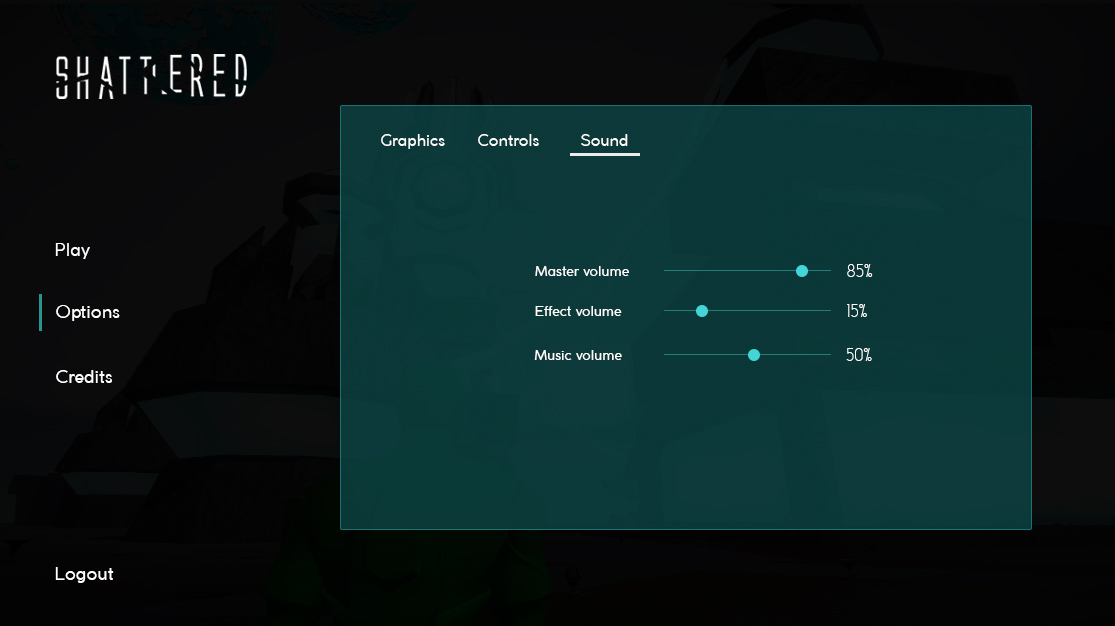 SHATTERED
Graphics Controls Sound
Play
Master volume 85%
Options
Effect volume 15%
Music volume 50%
Credits
Logout